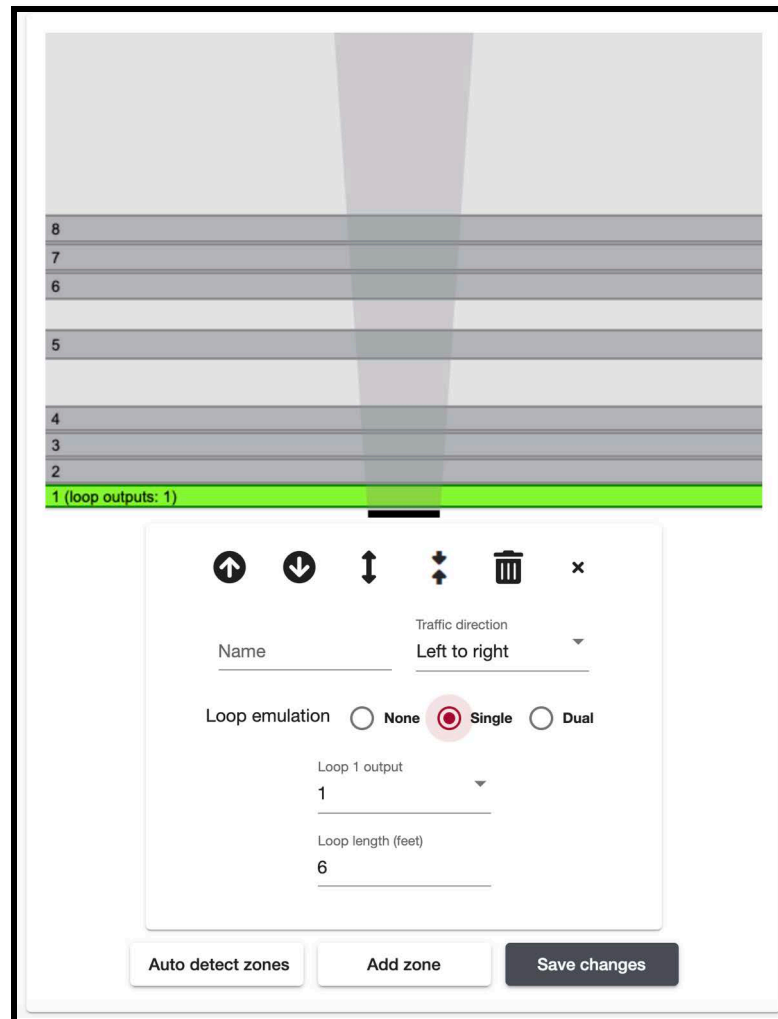 8
7
6
5
4
3
2
1 (loop outputs: 1)
Traffic direction
Name
Left to right
Loop emulation
None
Single
Dual
Loop 1 output
1
Loop length (feet)
6
Auto detect zones
Add zone
Save changes